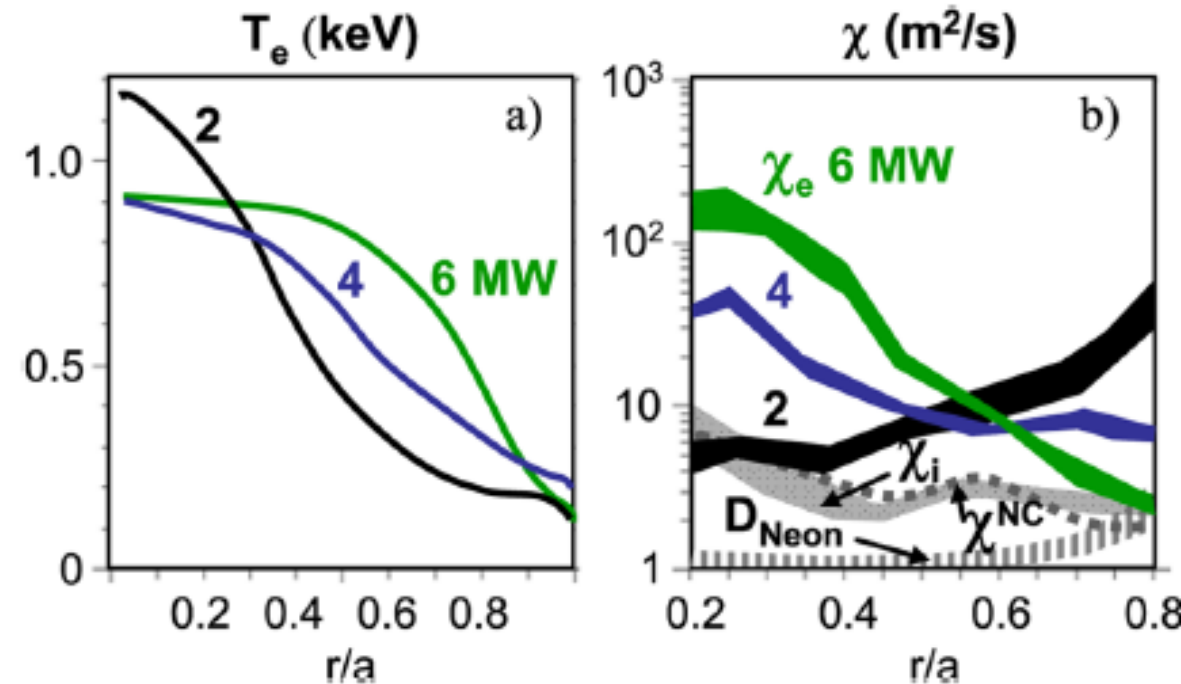 Tₑ (keV)
a)
2
4
6 MW
1.0
0.5
0
0.2 0.4 0.6 0.8
r/a
χ (m²/s)
b)
10³
10²
10
1
χₑ 6 MW
4
2
χᵢ
D_Neon
χ^NC
0.2 0.4 0.6 0.8
r/a